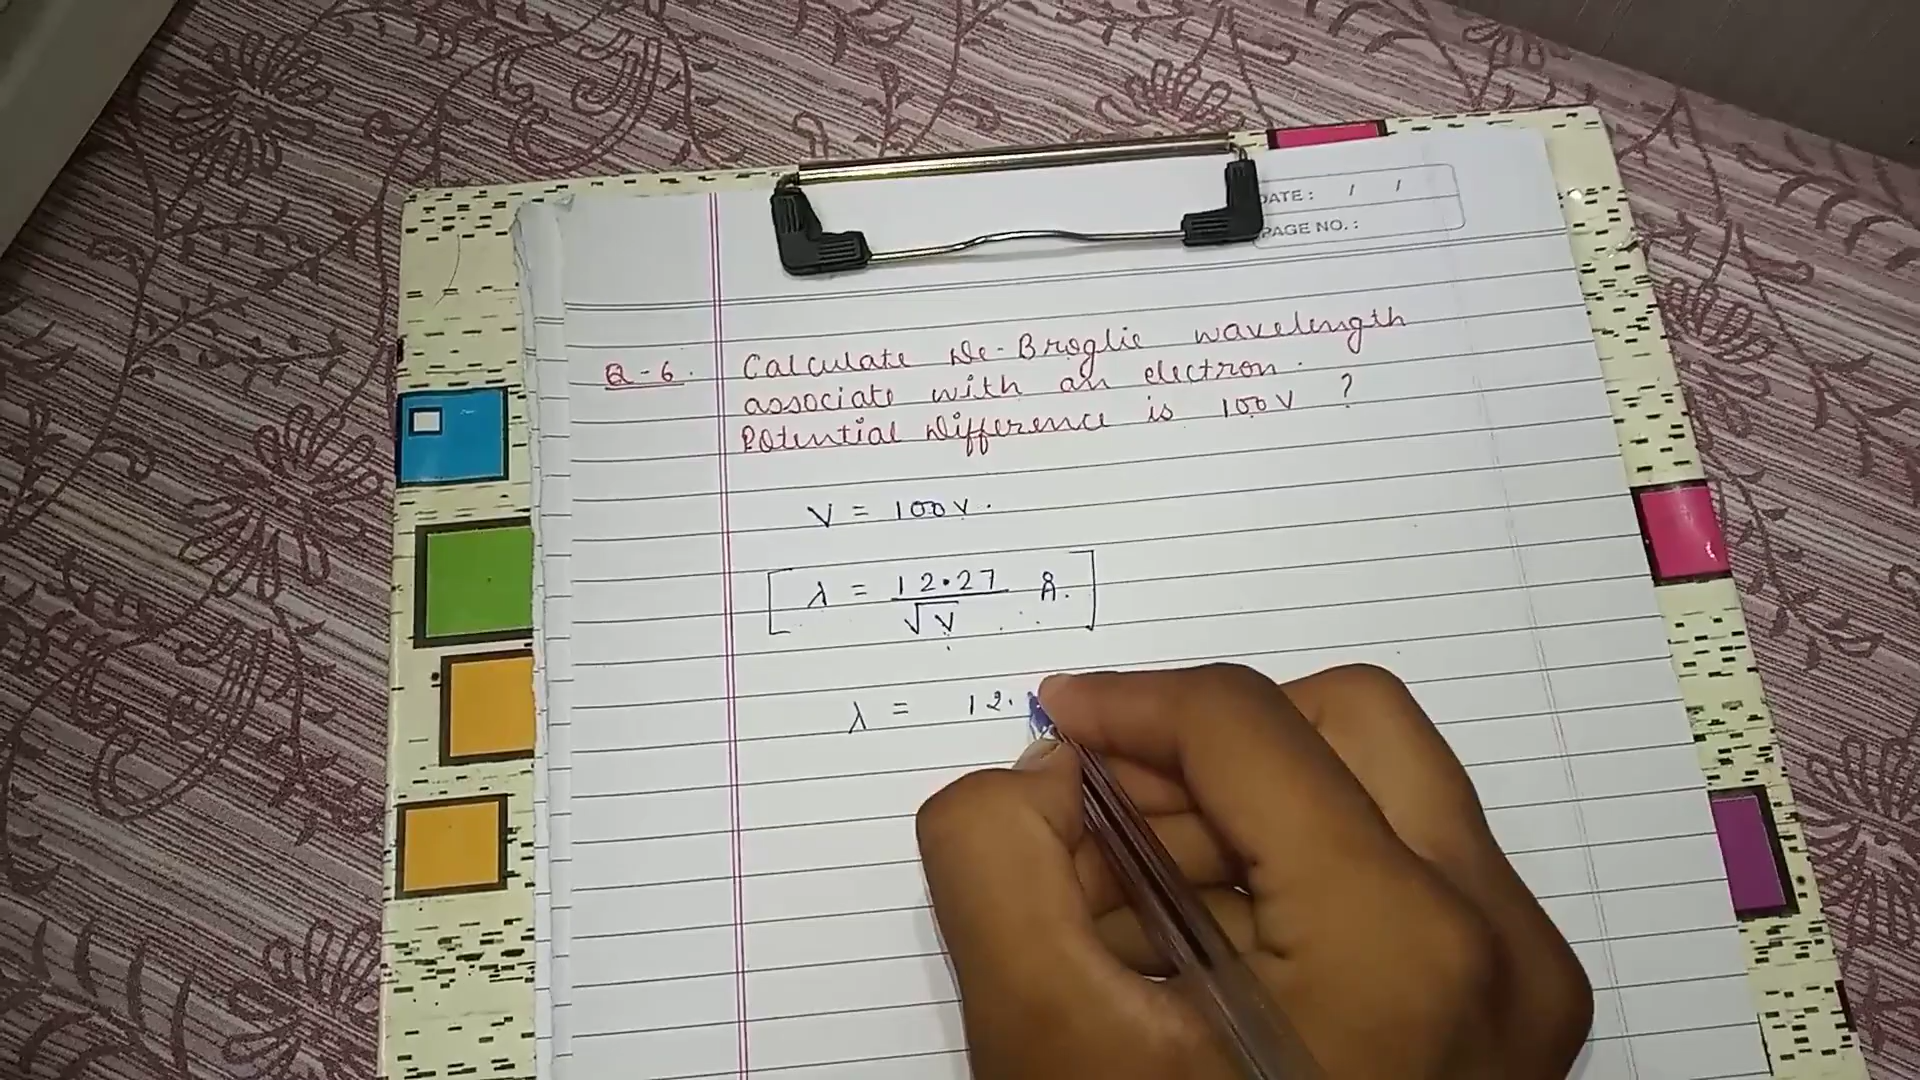 DATE : / /
PAGE NO. :
Q-6. Calculate De-Broglie wavelength
associate with an electron.
Potential Difference is 100V ?
V = 100V.
[ λ = 12.27 / √V Å. ]
λ = 12.